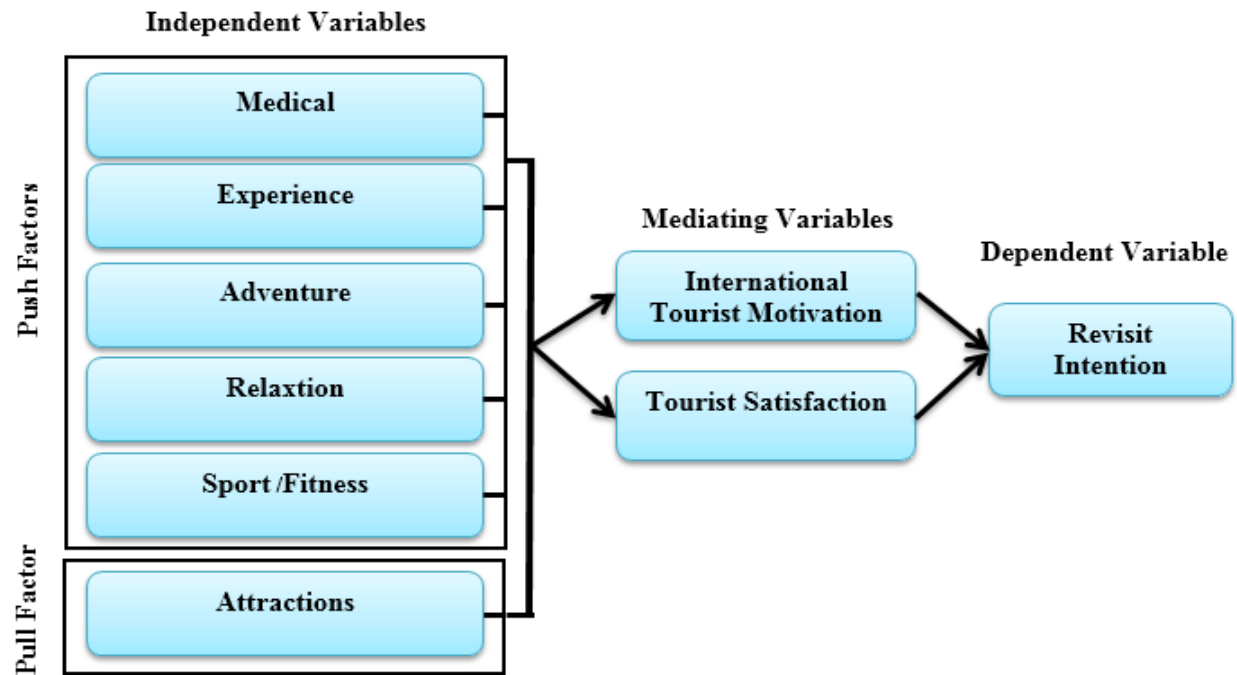 Independent Variables
Push Factors
Medical
Experience
Adventure
Relaxtion
Sport /Fitness
Pull Factor
Attractions
Mediating Variables
International
Tourist Motivation
Tourist Satisfaction
Dependent Variable
Revisit
Intention